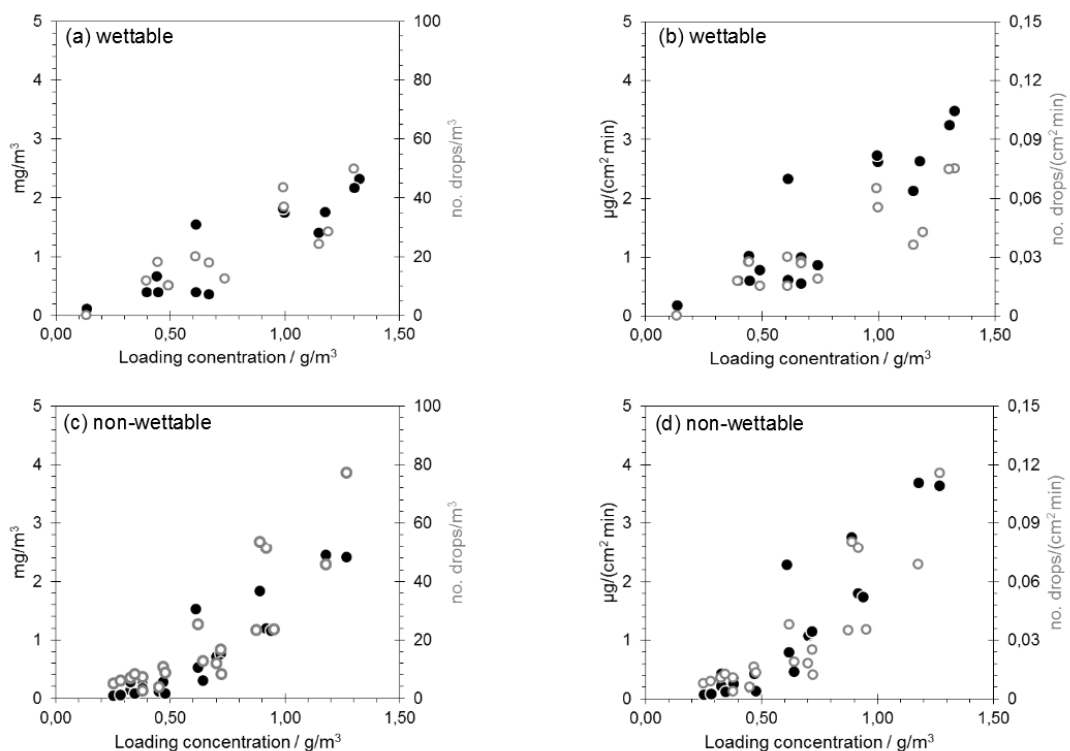 (a) wettable
5
4
3
2
1
0
mg/m³
100
80
60
40
20
0
no. drops/m³
0,00 0,50 1,00 1,50
Loading conentration / g/m³
(b) wettable
5
4
3
2
1
0
µg/(cm² min)
0,15
0,12
0,09
0,06
0,03
0,00
no. drops/(cm² min)
0,00 0,50 1,00 1,50
Loading conentration / g/m³
(c) non-wettable
5
4
3
2
1
0
mg/m³
100
80
60
40
20
0
no. drops/m³
0,00 0,50 1,00 1,50
Loading concentration / g/m³
(d) non-wettable
5
4
3
2
1
0
µg/(cm² min)
0,15
0,12
0,09
0,06
0,03
0,00
no. drops/(cm² min)
0,00 0,50 1,00 1,50
Loading concentration / g/m³